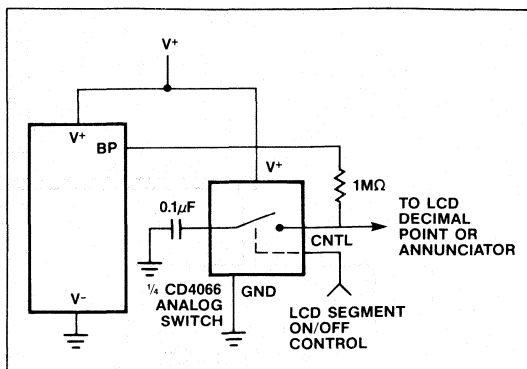 V+
V+
BP
V+
1MΩ
0.1μF
TO LCD
DECIMAL
POINT OR
ANNUNCIATOR
CNTL
V-
¼ CD4066
ANALOG
SWITCH
GND
LCD SEGMENT
ON/OFF
CONTROL